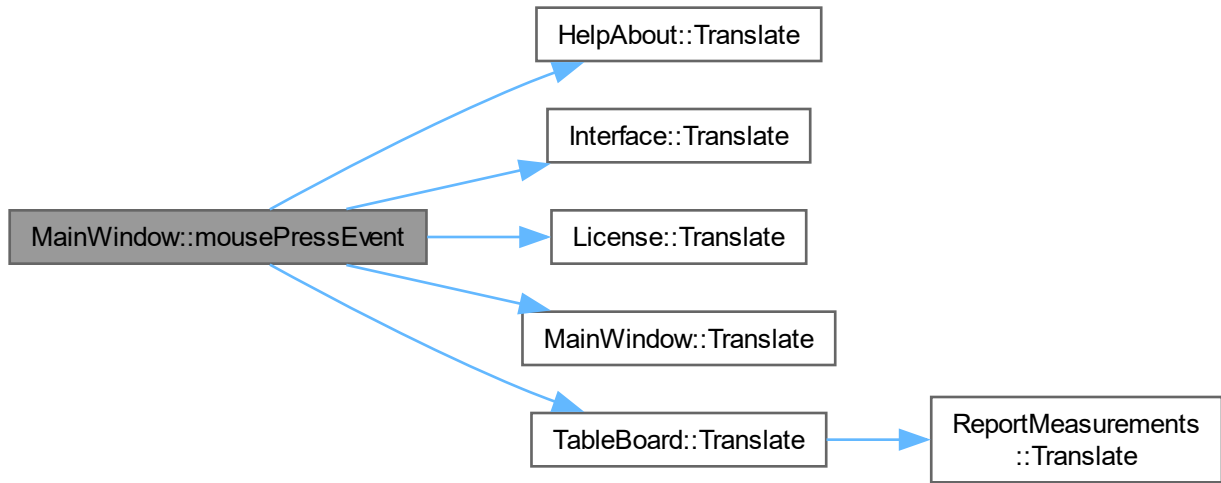 HelpAbout::Translate
Interface::Translate
MainWindow::mousePressEvent
License::Translate
MainWindow::Translate
TableBoard::Translate
ReportMeasurements
::Translate